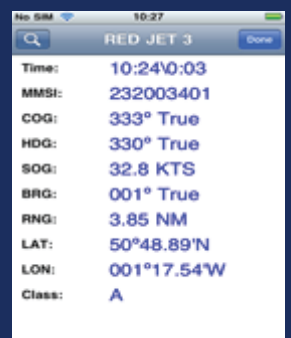 No SIM 10:27
RED JET 3 Done
Time: 10:24\0:03
MMSI: 232003401
COG: 333° True
HDG: 330° True
SOG: 32.8 KTS
BRG: 001° True
RNG: 3.85 NM
LAT: 50°48.89'N
LON: 001°17.54'W
Class: A